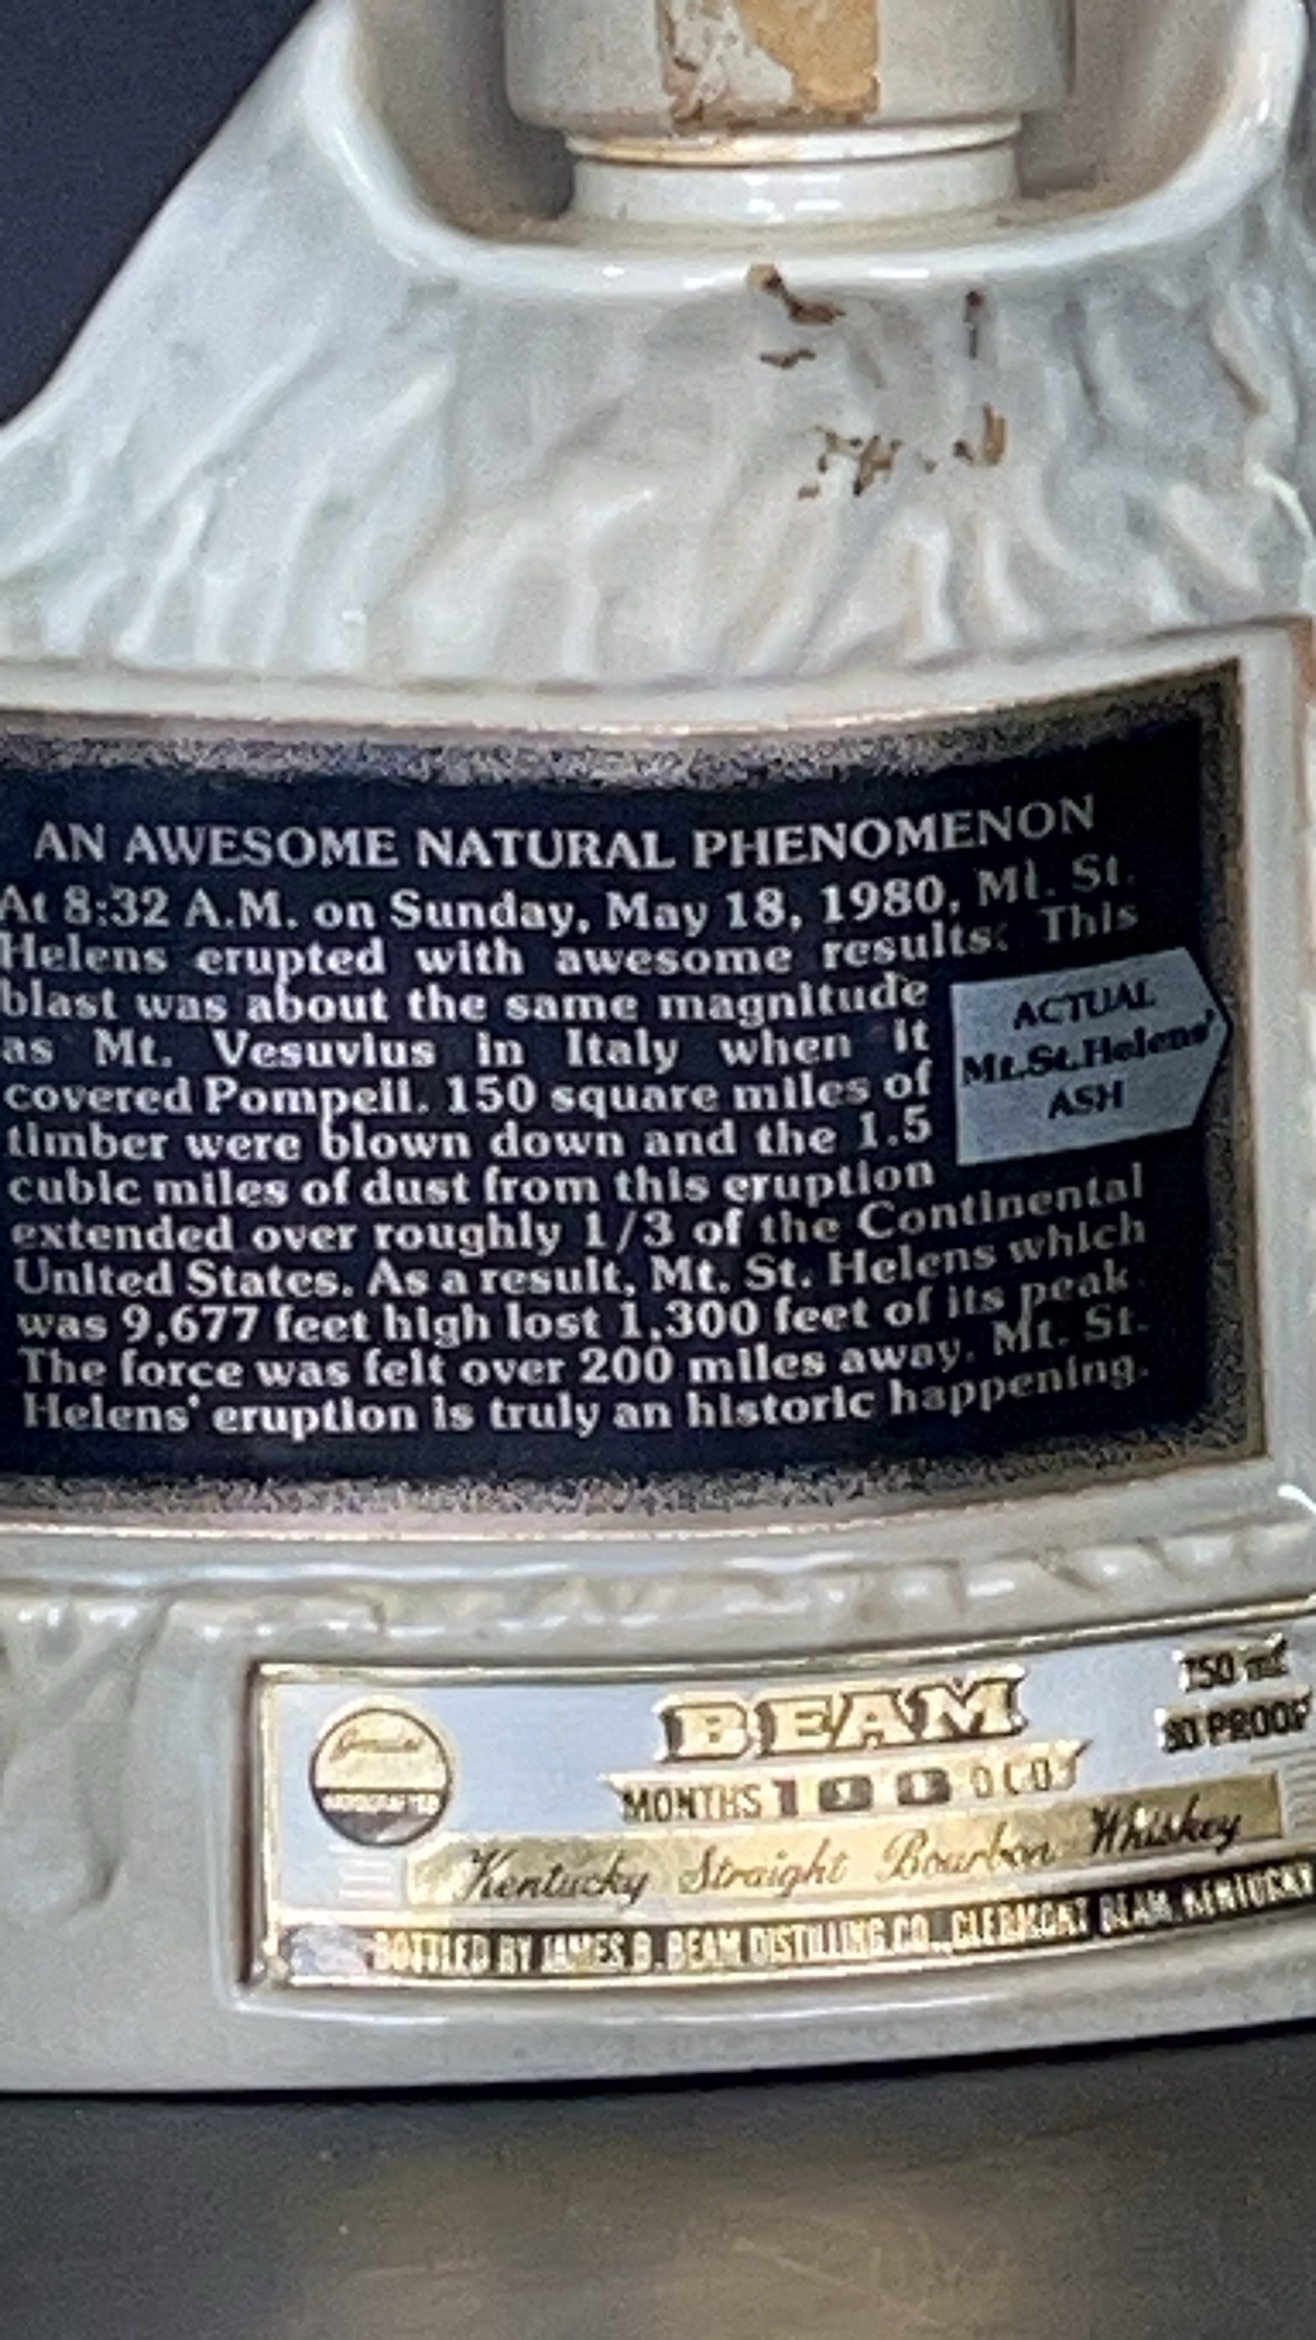 AN AWESOME NATURAL PHENOMENON
At 8:32 A.M. on Sunday, May 18, 1980, Mt. St.
Helens erupted with awesome results. This
blast was about the same magnitude
as Mt. Vesuvius in Italy when it
covered Pompeii. 150 square miles of
timber were blown down and the 1.5
cubic miles of dust from this eruption
extended over roughly 1/3 of the Continental
United States. As a result, Mt. St. Helens which
was 9,677 feet high lost 1,300 feet of its peak.
The force was felt over 200 miles away. Mt. St.
Helens' eruption is truly an historic happening.
ACTUAL
Mt.St.Helens'
ASH
BEAM
750 ml
80 PROOF
MONTHS 100 OLD
Genuine
HANDCRAFTED
Kentucky Straight Bourbon Whiskey
BOTTLED BY JAMES B. BEAM DISTILLING CO., CLERMONT BEAM, KENTUCKY